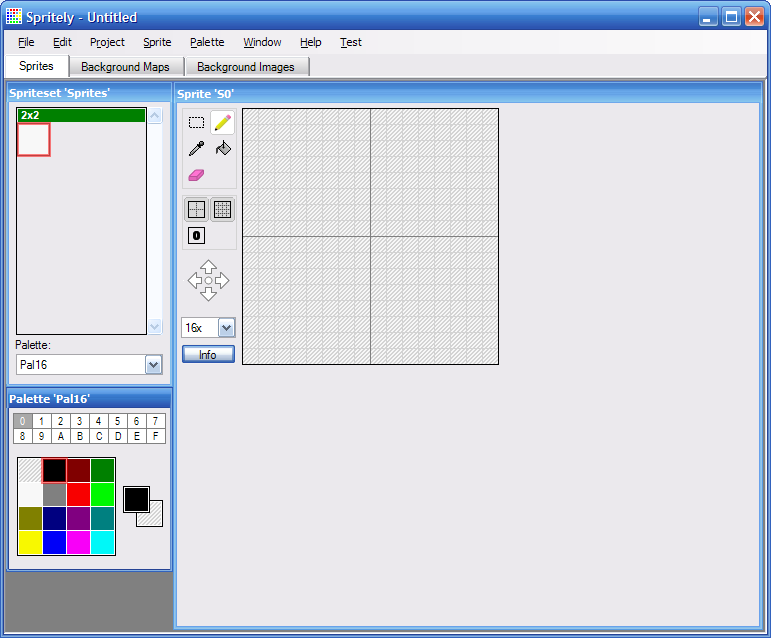 Spritely - Untitled
File Edit Project Sprite Palette Window Help Test
Sprites Background Maps Background Images
Spriteset 'Sprites'
2x2
Palette:
Pal16
Palette 'Pal16'
0 1 2 3 4 5 6 7
8 9 A B C D E F
Sprite 'S0'
0
16x
Info